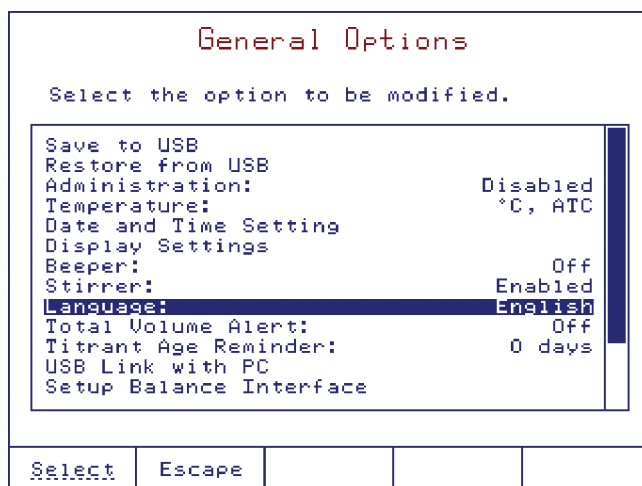 General Options
Select the option to be modified.
Save to USB
Restore from USB
Administration: Disabled
Temperature: °C, ATC
Date and Time Setting
Display Settings
Beeper: Off
Stirrer: Enabled
Language: English
Total Volume Alert: Off
Titrant Age Reminder: 0 days
USB Link with PC
Setup Balance Interface
Select Escape